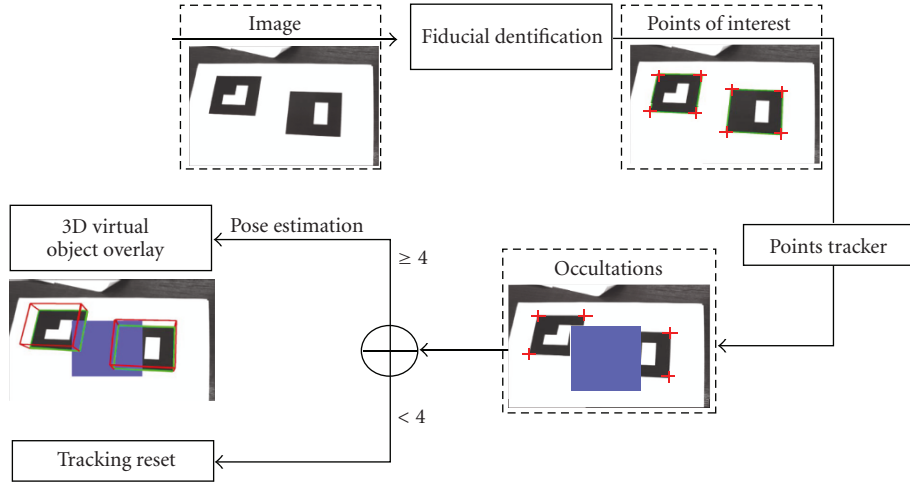 Image
Fiducial dentification
Points of interest
3D virtual
object overlay
Pose estimation
≥ 4
Occultations
Points tracker
< 4
Tracking reset